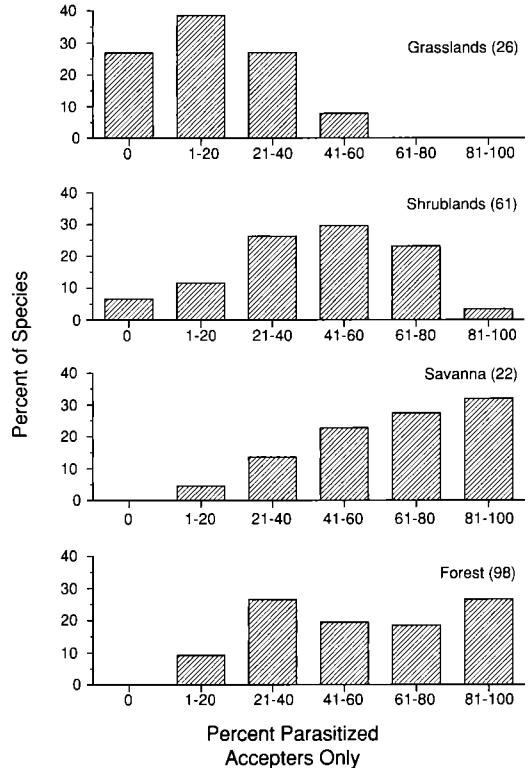 Percent of Species
Grasslands (26)
40
30
20
10
0
0 1-20 21-40 41-60 61-80 81-100
Shrublands (61)
40
30
20
10
0
0 1-20 21-40 41-60 61-80 81-100
Savanna (22)
40
30
20
10
0
0 1-20 21-40 41-60 61-80 81-100
Forest (98)
40
30
20
10
0
0 1-20 21-40 41-60 61-80 81-100
Percent Parasitized
Accepters Only